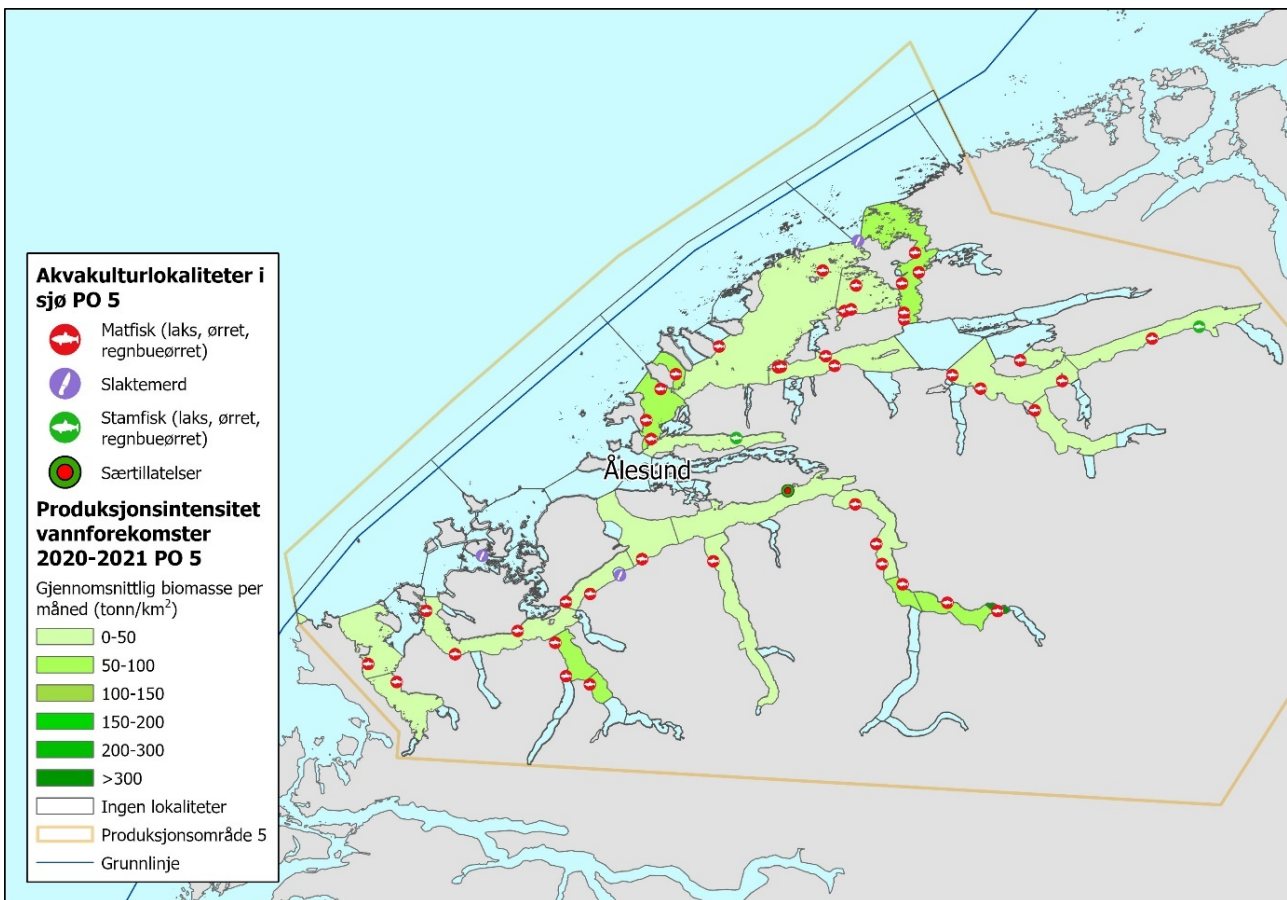 Akvakulturlokaliteter i
sjø PO 5
Matfisk (laks, ørret,
regnbueørret)
Slaktemerd
Stamfisk (laks, ørret,
regnbueørret)
Særtillatelser
Produksjonsintensitet
vannforekomster
2020-2021 PO 5
Gjennomsnittlig biomasse per
måned (tonn/km²)
0-50
50-100
100-150
150-200
200-300
>300
Ingen lokaliteter
Produksjonsområde 5
Grunnlinje
Ålesund